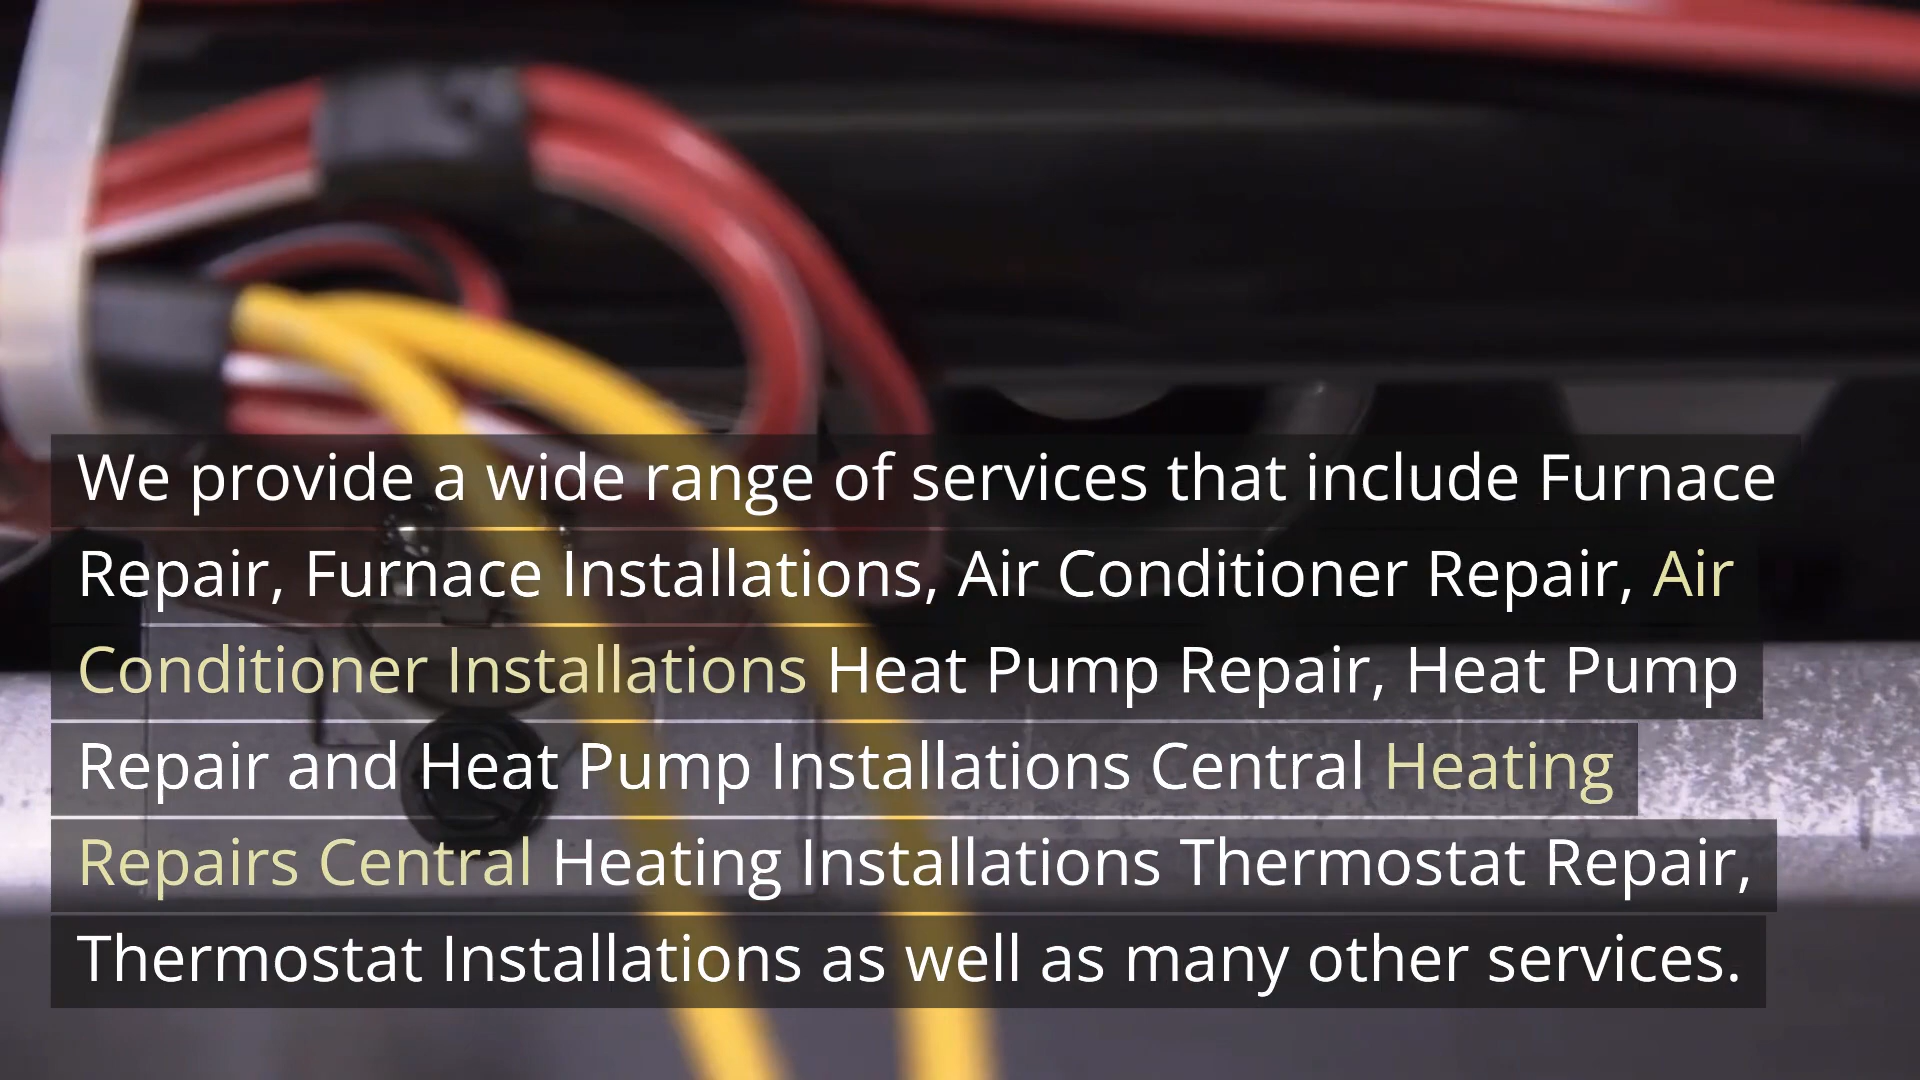 We provide a wide range of services that include Furnace
Repair, Furnace Installations, Air Conditioner Repair, Air
Conditioner Installations Heat Pump Repair, Heat Pump
Repair and Heat Pump Installations Central Heating
Repairs Central Heating Installations Thermostat Repair,
Thermostat Installations as well as many other services.